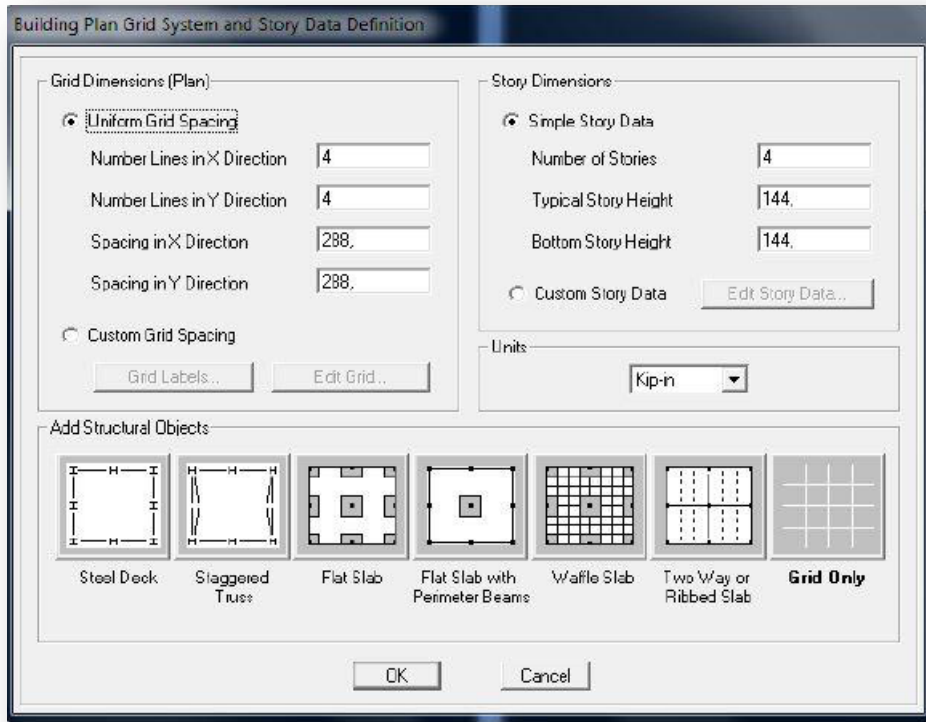 Building Plan Grid System and Story Data Definition
Grid Dimensions (Plan)
Uniform Grid Spacing
Number Lines in X Direction 4
Number Lines in Y Direction 4
Spacing in X Direction 288.
Spacing in Y Direction 288.
Custom Grid Spacing
Grid Labels... Edit Grid...
Story Dimensions
Simple Story Data
Number of Stories 4
Typical Story Height 144.
Bottom Story Height 144.
Custom Story Data Edit Story Data...
Units
Kip-in
Add Structural Objects
Steel Deck
Staggered
Truss
Flat Slab
Flat Slab with
Perimeter Beams
Waffle Slab
Two Way or
Ribbed Slab
Grid Only
OK Cancel